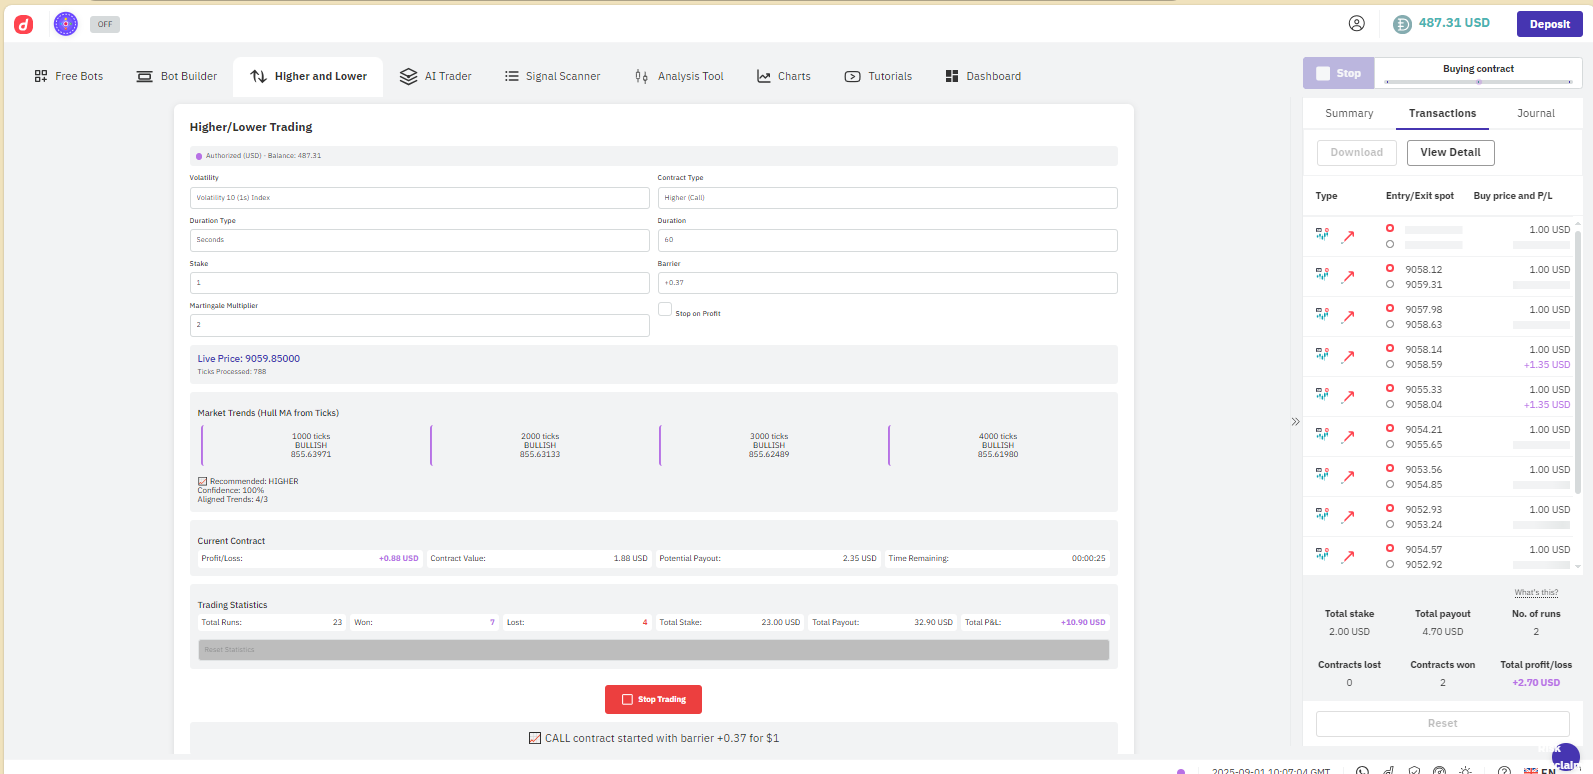 OFF
487.31 USD
Deposit
Free Bots
Bot Builder
Higher and Lower
AI Trader
Signal Scanner
Analysis Tool
Charts
Tutorials
Dashboard
Stop
Buying contract
Higher/Lower Trading
Authorized (USD) - Balance: 487.31
Volatility
Contract Type
Volatility 10 (1s) Index
Higher (Call)
Duration Type
Duration
Seconds
60
Stake
Barrier
1
+0.37
Martingale Multiplier
2
Stop on Profit
Live Price: 9059.85000
Ticks Processed: 788
Market Trends (Hull MA from Ticks)
1000 ticks
BULLISH
855.63971
2000 ticks
BULLISH
855.63133
3000 ticks
BULLISH
855.62489
4000 ticks
BULLISH
855.61980
Recommended: HIGHER
Confidence: 100%
Aligned Trends: 4/3
Current Contract
Profit/Loss: +0.88 USD
Contract Value: 1.88 USD
Potential Payout: 2.35 USD
Time Remaining: 00:00:25
Trading Statistics
Total Runs: 23
Won: 7
Lost: 4
Total Stake: 23.00 USD
Total Payout: 32.90 USD
Total P&L: +10.90 USD
Reset Statistics
Stop Trading
CALL contract started with barrier +0.37 for $1
Summary
Transactions
Journal
Download
View Detail
Type
Entry/Exit spot
Buy price and P/L
1.00 USD
9058.12 1.00 USD
9059.31
9057.98 1.00 USD
9058.63
9058.14 1.00 USD
9058.59 +1.35 USD
9055.33 1.00 USD
9058.04 +1.35 USD
9054.21 1.00 USD
9055.65
9053.56 1.00 USD
9054.85
9052.93 1.00 USD
9053.24
9054.57 1.00 USD
9052.92
What's this?
Total stake
Total payout
No. of runs
2.00 USD
4.70 USD
2
Contracts lost
Contracts won
Total profit/loss
0
2
+2.70 USD
Reset
2025-09-01 10:07:04 GMT
EN